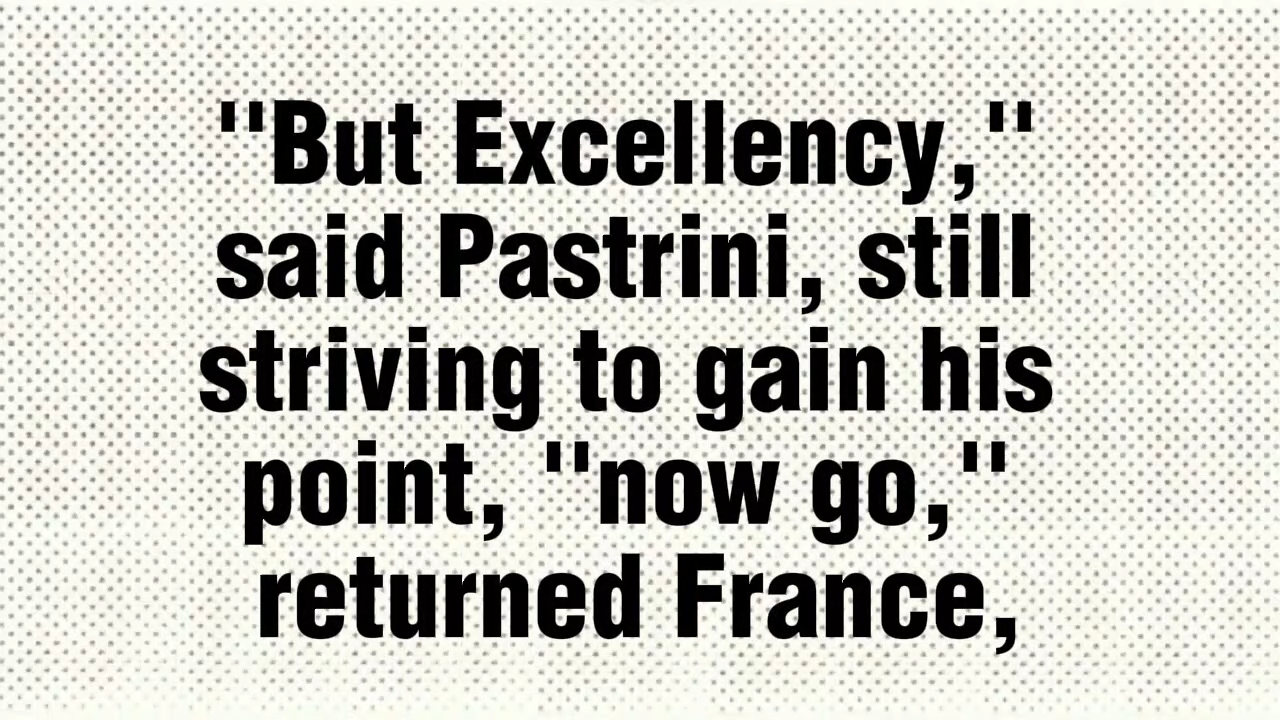 "But Excellency,"
said Pastrini, still
striving to gain his
point, "now go,"
returned France,